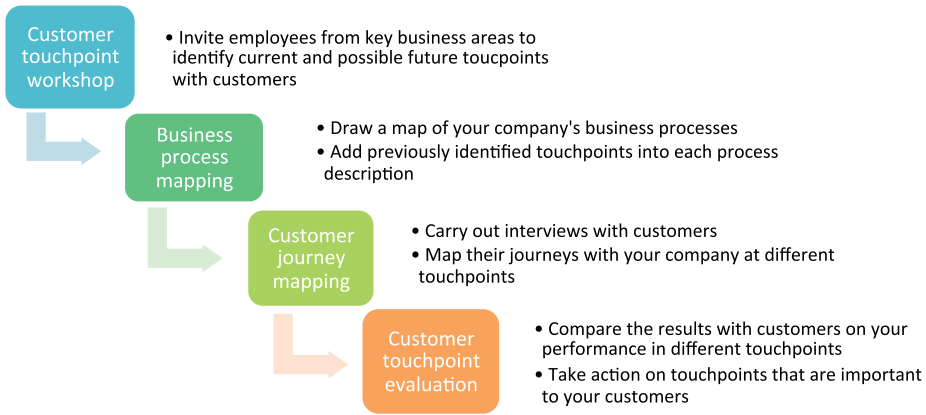 Customer
touchpoint
workshop
• Invite employees from key business areas to
identify current and possible future toucpoints
with customers
Business
process
mapping
• Draw a map of your company's business processes
• Add previously identified touchpoints into each process
description
Customer
journey
mapping
• Carry out interviews with customers
• Map their journeys with your company at different
touchpoints
Customer
touchpoint
evaluation
• Compare the results with customers on your
performance in different touchpoints
• Take action on touchpoints that are important
to your customers